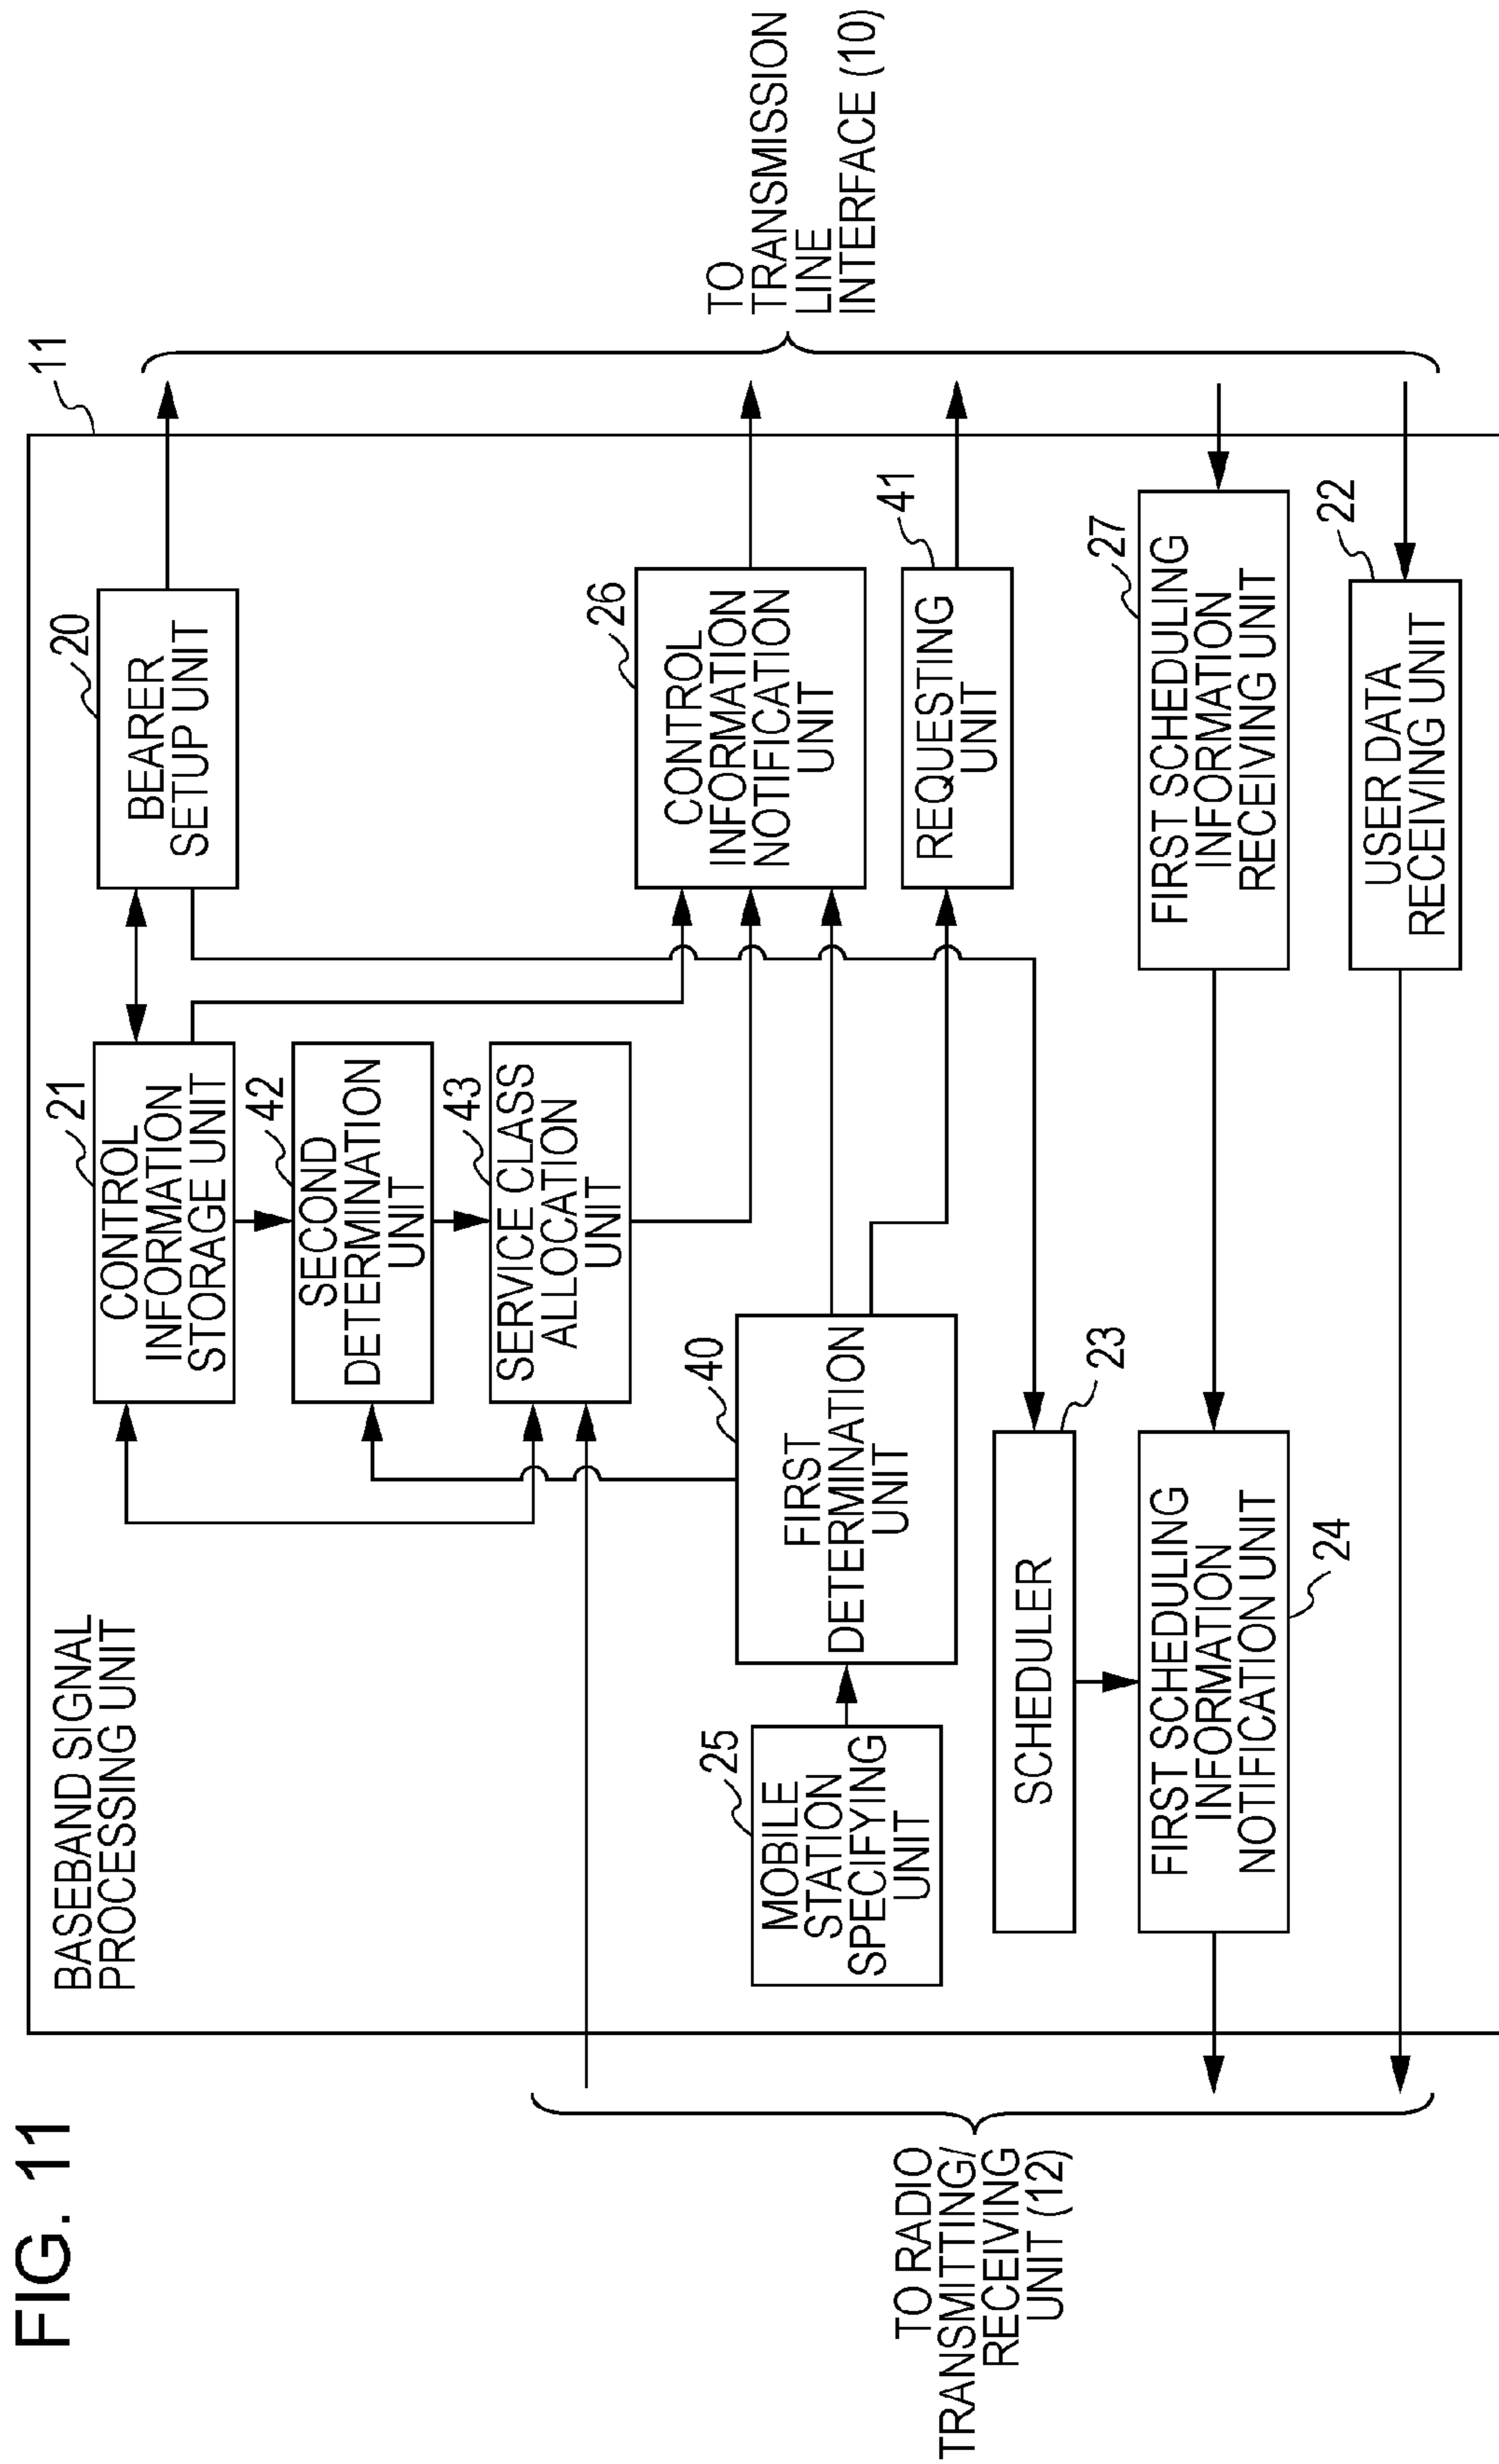 FIG. 11
BASEBAND SIGNAL
PROCESSING UNIT
11
21
CONTROL
INFORMATION
STORAGE UNIT
20
BEARER
SETUP UNIT
42
SECOND
DETERMINATION
UNIT
43
SERVICE CLASS
ALLOCATION
UNIT
26
CONTROL
INFORMATION
NOTIFICATION
UNIT
25
MOBILE
STATION
SPECIFYING
UNIT
40
FIRST
DETERMINATION
UNIT
41
REQUESTING
UNIT
SCHEDULER
23
FIRST SCHEDULING
INFORMATION
NOTIFICATION UNIT
24
27
FIRST SCHEDULING
INFORMATION
RECEIVING UNIT
22
USER DATA
RECEIVING UNIT
TO RADIO
TRANSMITTING/
RECEIVING
UNIT (12)
TO
TRANSMISSION
LINE
INTERFACE (10)